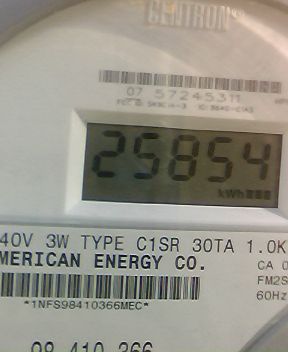 CENTRON
07 57245311
25854
kWh
40V 3W TYPE C1SR 30TA 1.0K
MERICAN ENERGY CO.
CA 0
FM2S
60Hz
*1NFS98410366MEC*
98 410 366